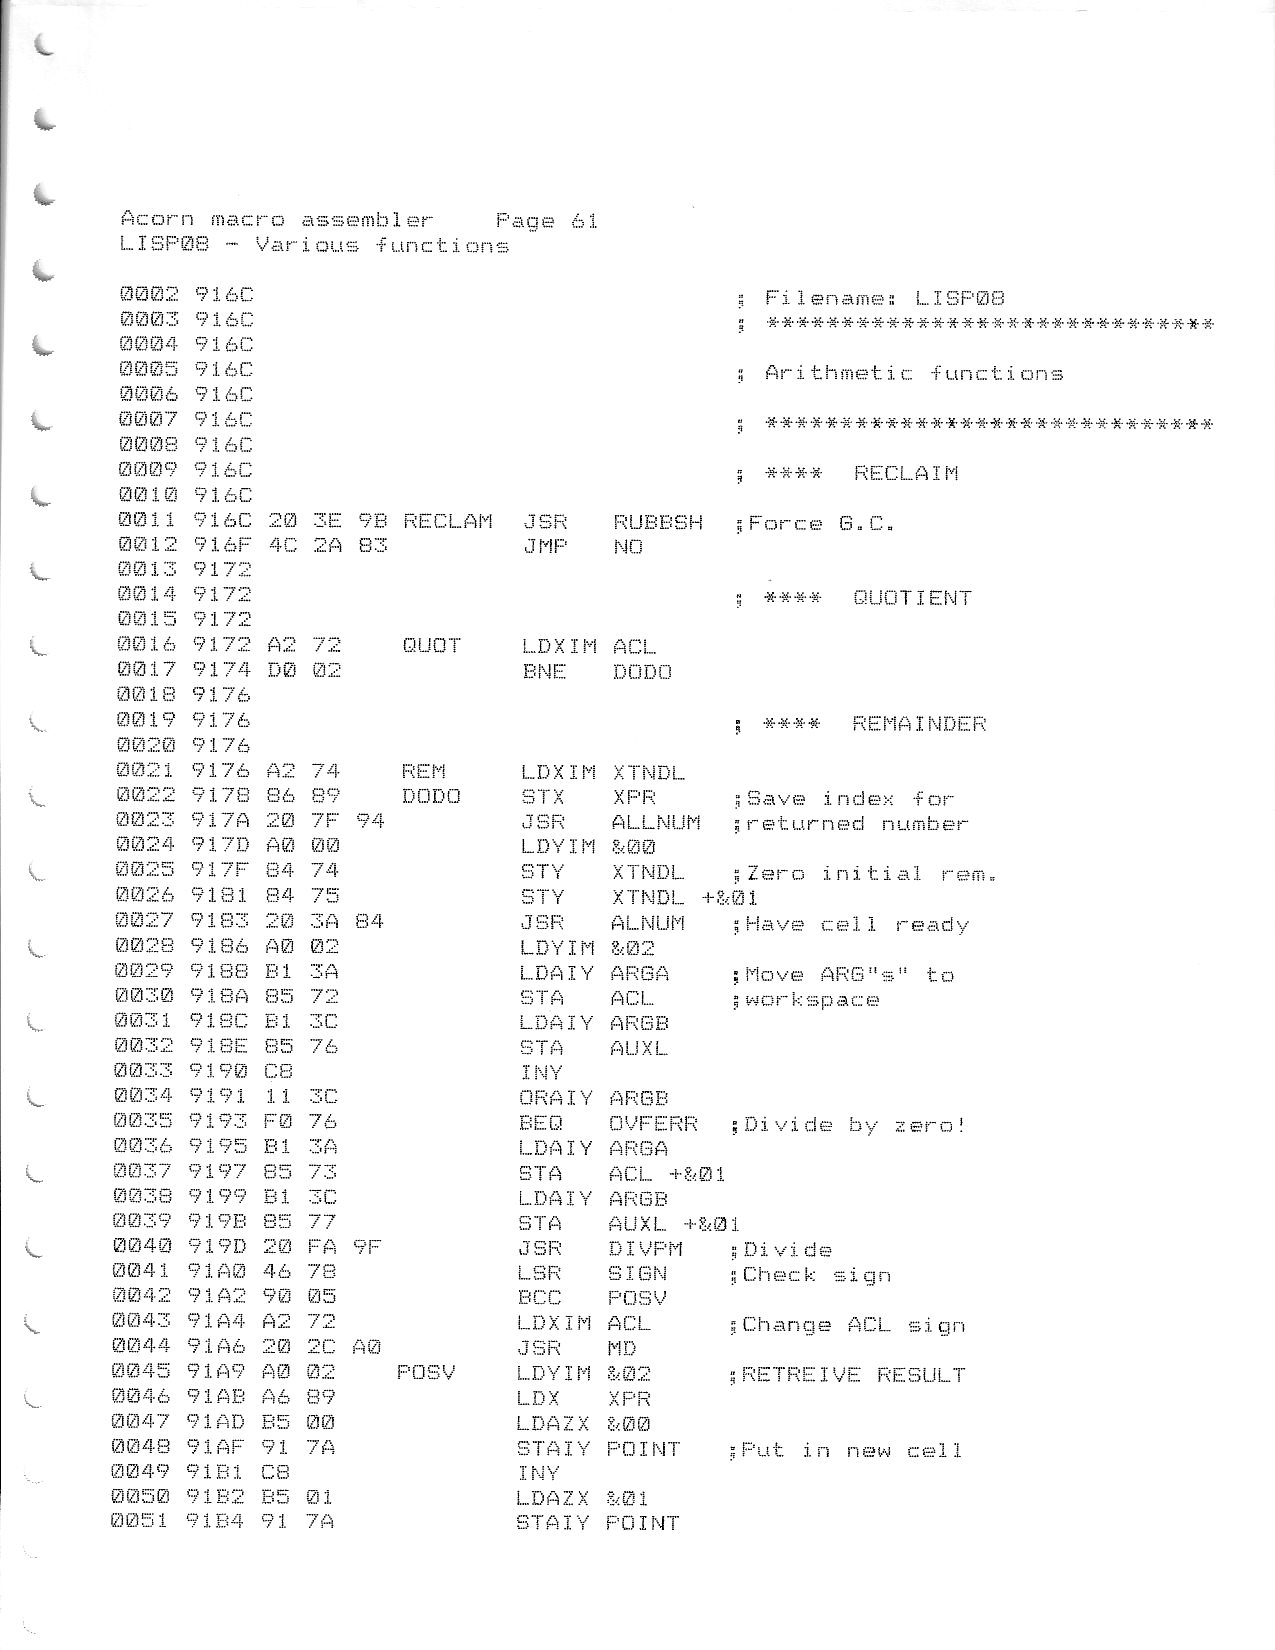 Acorn macro assembler    Page 61
LISP08 - Various functions
0002 916C                                ; Filename: LISP08
0003 916C                                ; ******************************
0004 916C
0005 916C                                ; Arithmetic functions
0006 916C
0007 916C                                ; ******************************
0008 916C
0009 916C                                ; ****  RECLAIM
0010 916C
0011 916C 20 3E 9B RECLAM  JSR   RUBBSH  ;Force G.C.
0012 916F 4C 2A 83         JMP   NO
0013 9172
0014 9172                                ; ****  QUOTIENT
0015 9172
0016 9172 A2 72    QUOT    LDXIM ACL
0017 9174 D0 02            BNE   DODO
0018 9176
0019 9176                                ; ****  REMAINDER
0020 9176
0021 9176 A2 74    REM     LDXIM XTNDL
0022 9178 86 89    DODO    STX   XPR     ;Save index for
0023 917A 20 7F 94         JSR   ALLNUM  ;returned number
0024 917D A0 00            LDYIM &00
0025 917F 84 74            STY   XTNDL   ;Zero initial rem.
0026 9181 84 75            STY   XTNDL +&01
0027 9183 20 3A 84         JSR   ALNUM   ;Have cell ready
0028 9186 A0 02            LDYIM &02
0029 9188 B1 3A            LDAIY ARGA    ;Move ARG"s" to
0030 918A 85 72            STA   ACL     ;workspace
0031 918C B1 3C            LDAIY ARGB
0032 918E 85 76            STA   AUXL
0033 9190 C8               INY
0034 9191 11 3C            ORAIY ARGB
0035 9193 F0 76            BEQ   OVFERR  ;Divide by zero!
0036 9195 B1 3A            LDAIY ARGA
0037 9197 85 73            STA   ACL +&01
0038 9199 B1 3C            LDAIY ARGB
0039 919B 85 77            STA   AUXL +&01
0040 919D 20 FA 9F         JSR   DIVPM   ;Divide
0041 91A0 46 78            LSR   SIGN    ;Check sign
0042 91A2 90 05            BCC   POSV
0043 91A4 A2 72            LDXIM ACL     ;Change ACL sign
0044 91A6 20 2C A0         JSR   MD
0045 91A9 A0 02    POSV    LDYIM &02     ;RETREIVE RESULT
0046 91AB A6 89            LDX   XPR
0047 91AD B5 00            LDAZX &00
0048 91AF 91 7A            STAIY POINT   ;Put in new cell
0049 91B1 C8               INY
0050 91B2 B5 01            LDAZX &01
0051 91B4 91 7A            STAIY POINT